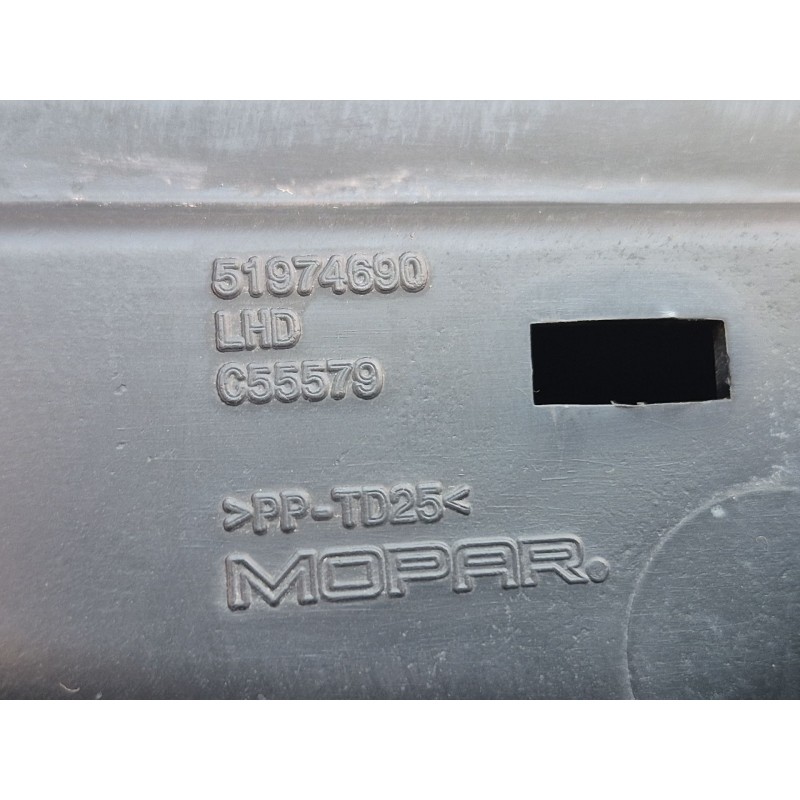 51974690
LHD
C55579
>PP-TD25<
MOPAR.